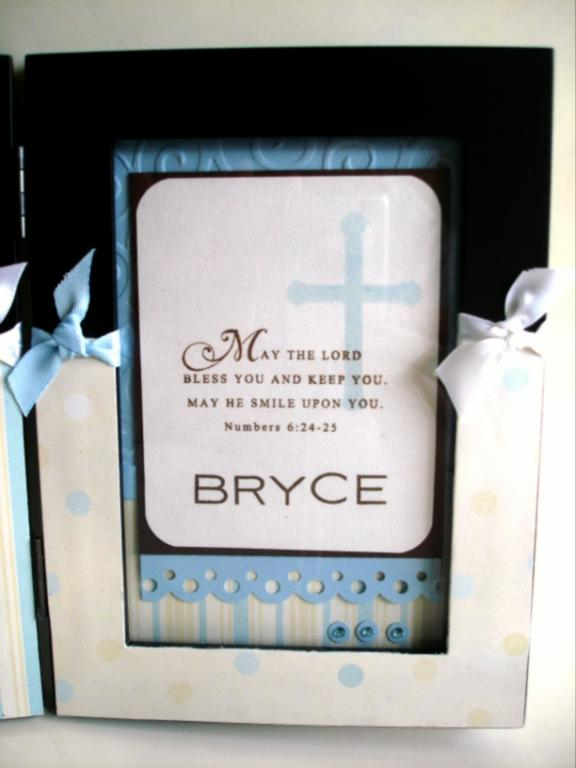 MAY THE LORD
BLESS YOU AND KEEP YOU.
MAY HE SMILE UPON YOU.
Numbers 6:24-25
BRYCE